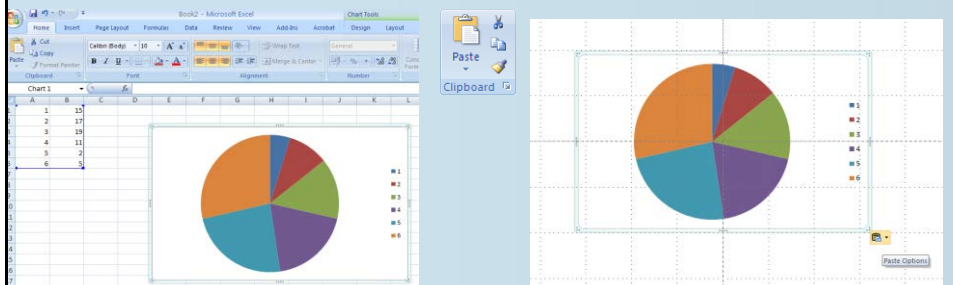 Book2 - Microsoft Excel
Chart Tools
Home Insert Page Layout Formulas Data Review View Add-Ins Acrobat Design Layout
Cut
Copy
Format Painter
Paste
Calibri (Body) 10 A A
Wrap Text
General
B I U
Merge & Center
$ % ,
Clipboard Font Alignment Number
Chart 1 fx
A B C D E F G H I J K L
1 15
2 17
3 19
4 11
5 2
6 5
1
2
3
4
5
6
Paste
Clipboard
1
2
3
4
5
6
Paste Options